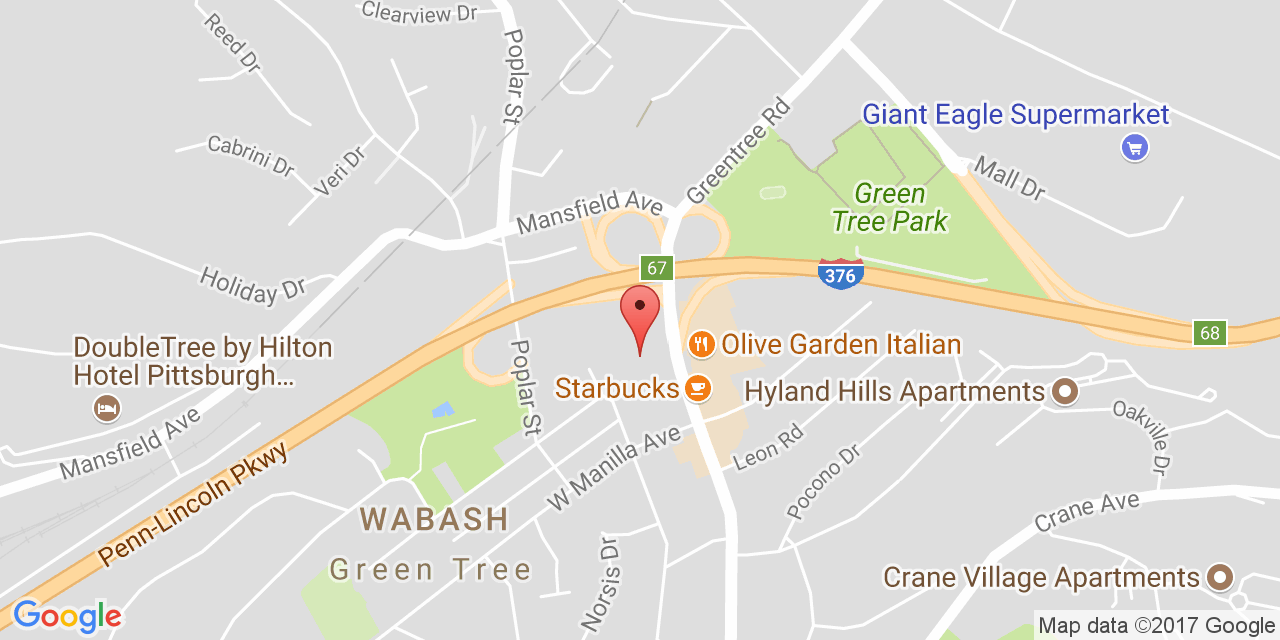 Clearview Dr
Reed Dr
Poplar St
Greentree Rd
Giant Eagle Supermarket
Cabrini Dr
Veri Dr
Mall Dr
Green
Tree Park
Mansfield Ave
67
376
Holiday Dr
68
DoubleTree by Hilton
Hotel Pittsburgh...
Olive Garden Italian
Poplar St
Starbucks
Hyland Hills Apartments
Mansfield Ave
Oakville Dr
Leon Rd
W Manilla Ave
Pocono Dr
Penn-Lincoln Pkwy
Crane Ave
WABASH
Green Tree
Norsis Dr
Crane Village Apartments
Google
Map data ©2017 Google